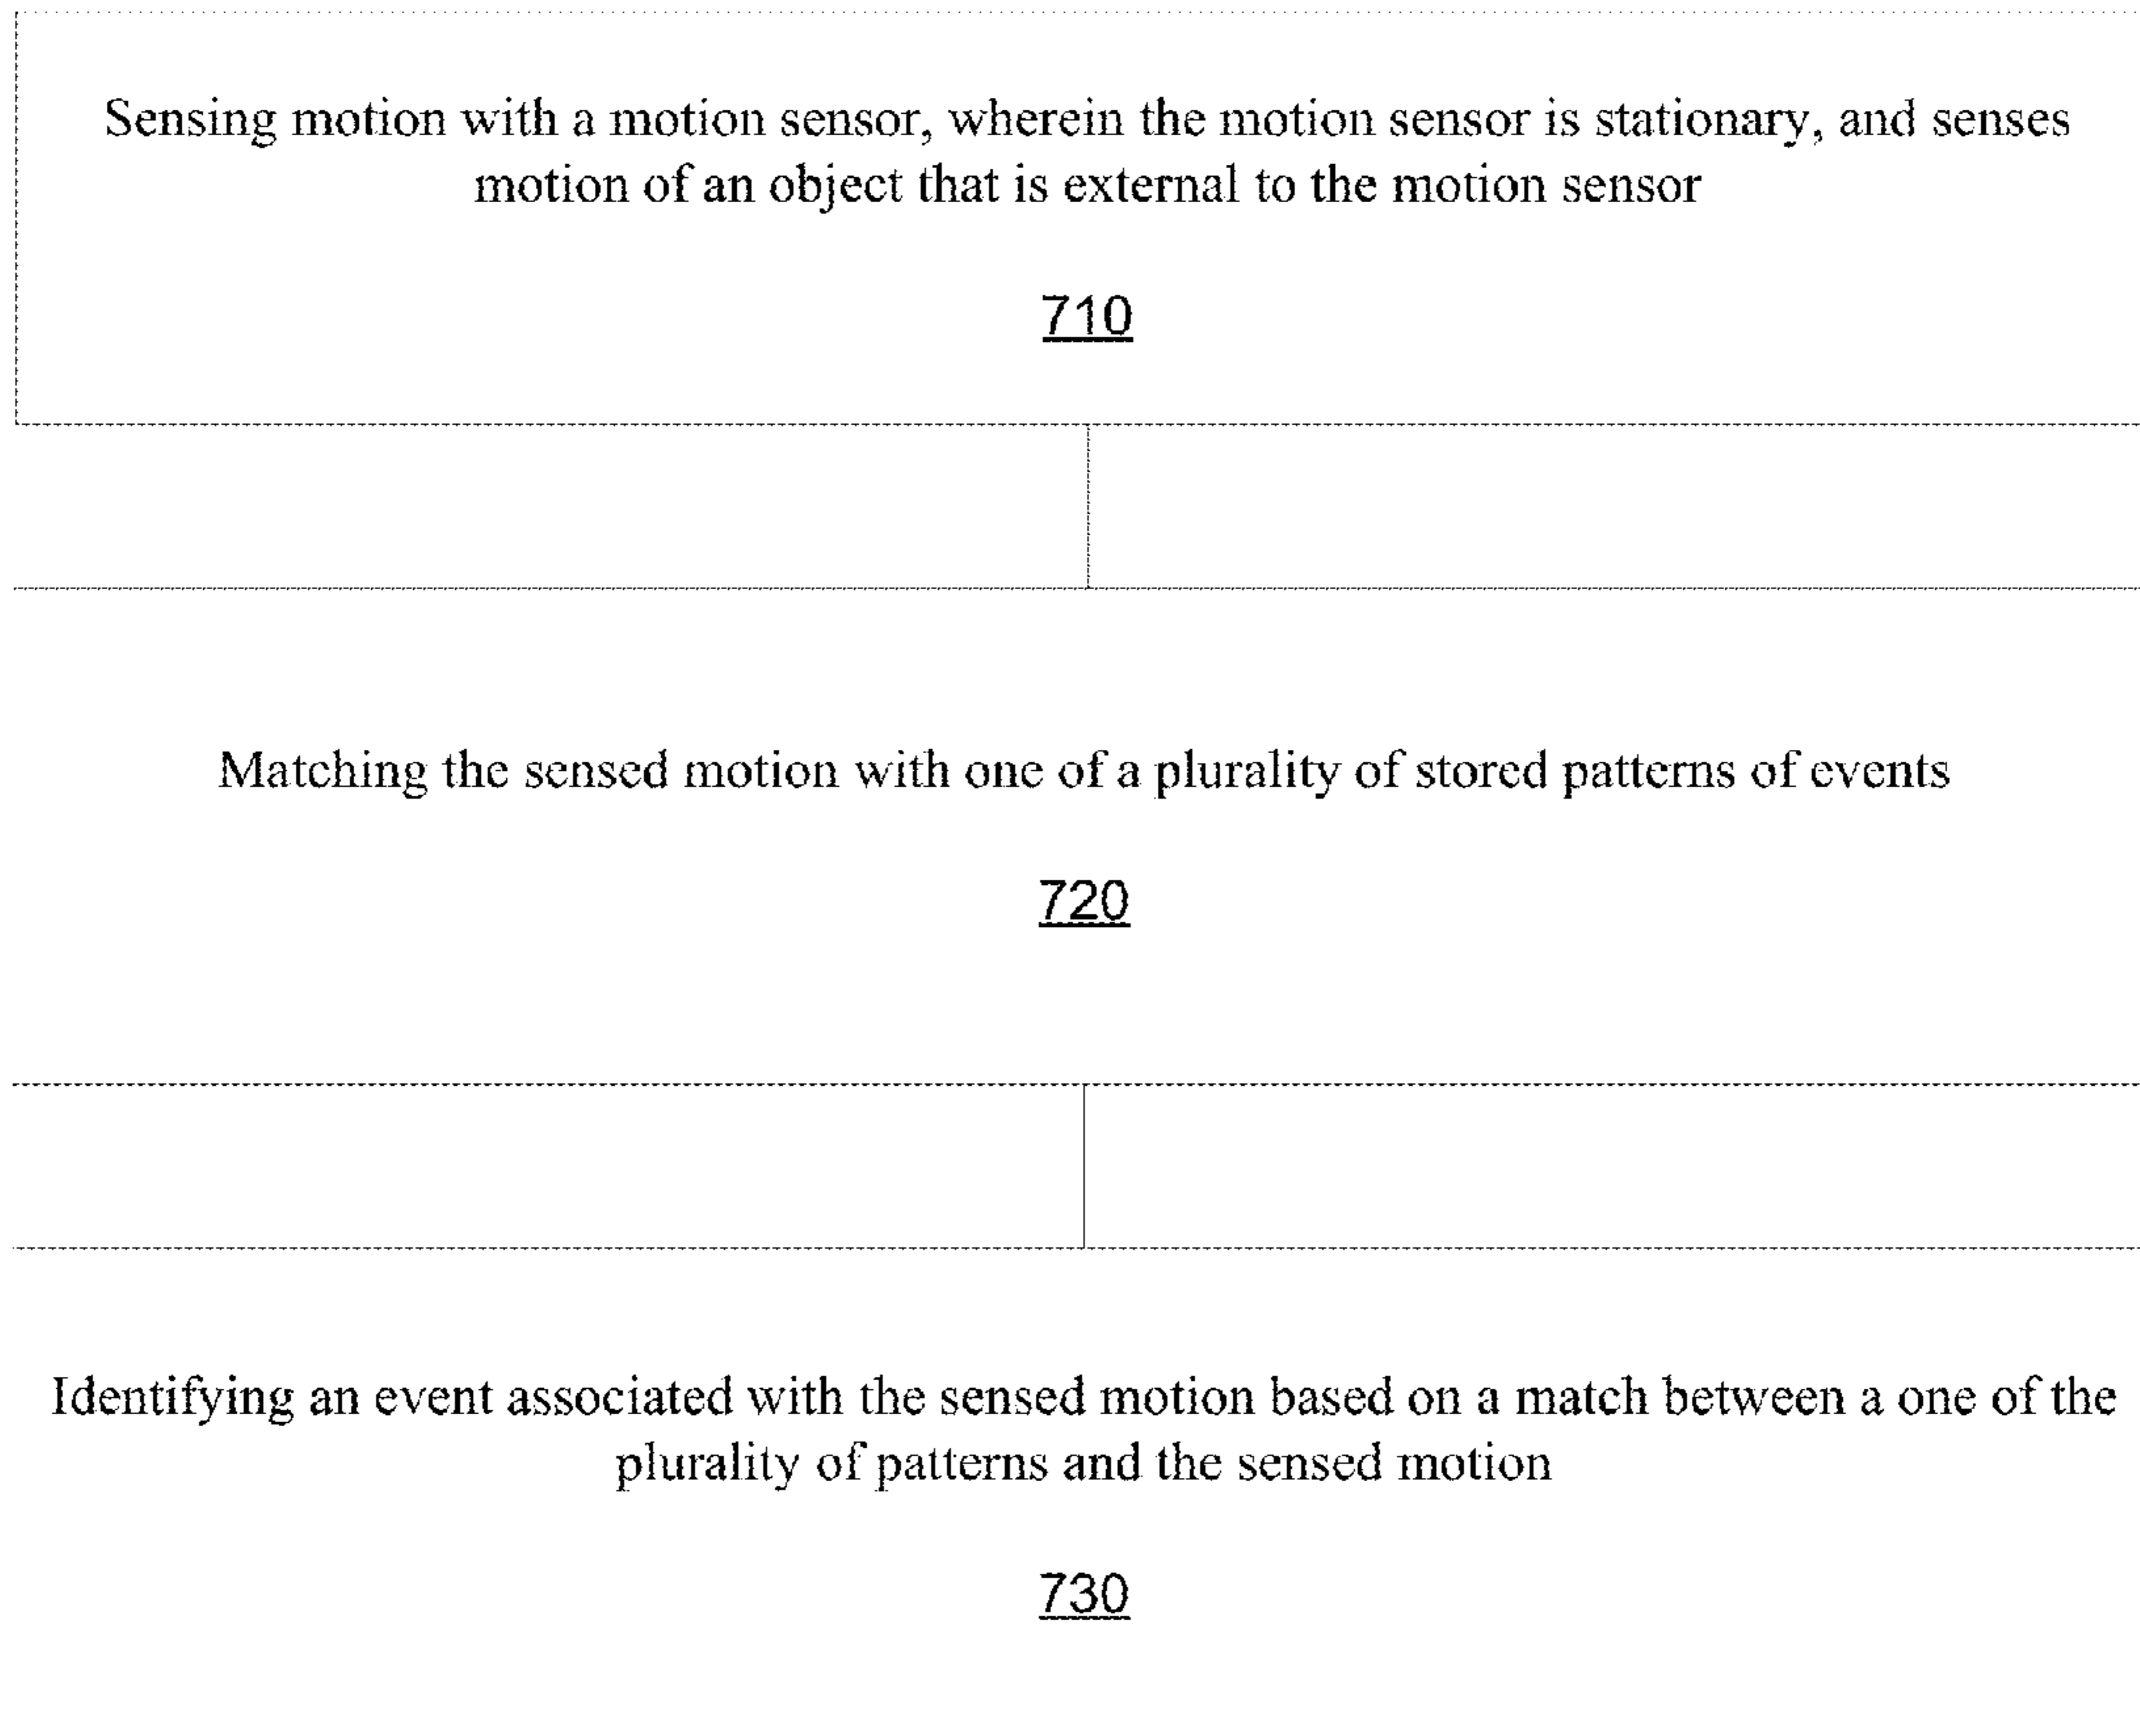 Sensing motion with a motion sensor, wherein the motion sensor is stationary, and senses
motion of an object that is external to the motion sensor
710
Matching the sensed motion with one of a plurality of stored patterns of events
720
Identifying an event associated with the sensed motion based on a match between a one of the
plurality of patterns and the sensed motion
730